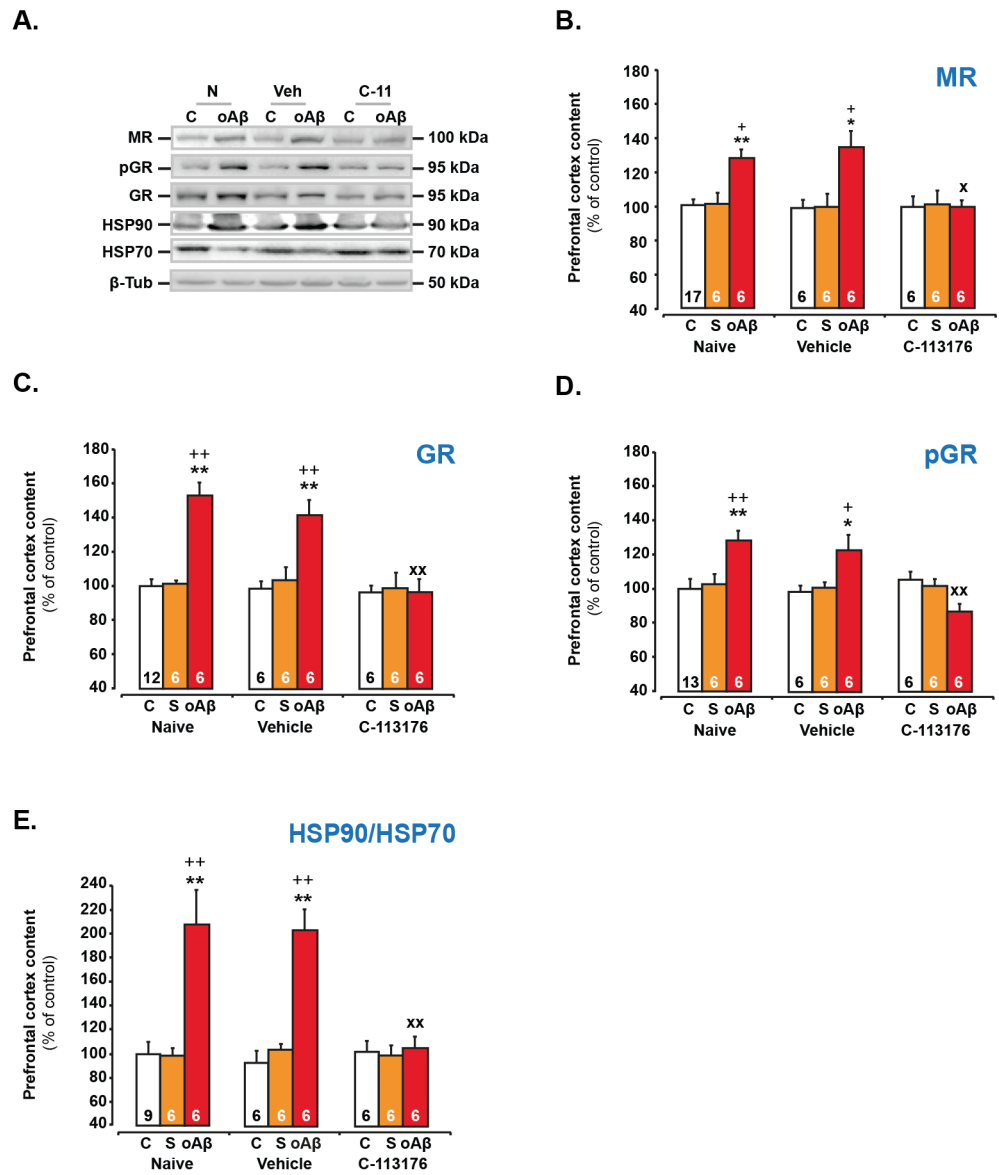 A.
N Veh C-11
C oAβ C oAβ C oAβ
MR 100 kDa
pGR 95 kDa
GR 95 kDa
HSP90 90 kDa
HSP70 70 kDa
β-Tub 50 kDa
B.
MR
Prefrontal cortex content
(% of control)
180
160
140
120
100
80
60
40
+
**
+
*
x
17 6 6 6 6 6 6 6 6
C S oAβ C S oAβ C S oAβ
Naive Vehicle C-113176
C.
GR
Prefrontal cortex content
(% of control)
180
160
140
120
100
80
60
40
++
**
++
**
xx
12 6 6 6 6 6 6 6 6
C S oAβ C S oAβ C S oAβ
Naive Vehicle C-113176
D.
pGR
Prefrontal cortex content
(% of control)
180
160
140
120
100
80
60
40
++
**
+
*
xx
13 6 6 6 6 6 6 6 6
C S oAβ C S oAβ C S oAβ
Naive Vehicle C-113176
E.
HSP90/HSP70
Prefrontal cortex content
(% of control)
240
220
200
180
160
140
120
100
80
60
40
++
**
++
**
xx
9 6 6 6 6 6 6 6 6
C S oAβ C S oAβ C S oAβ
Naive Vehicle C-113176